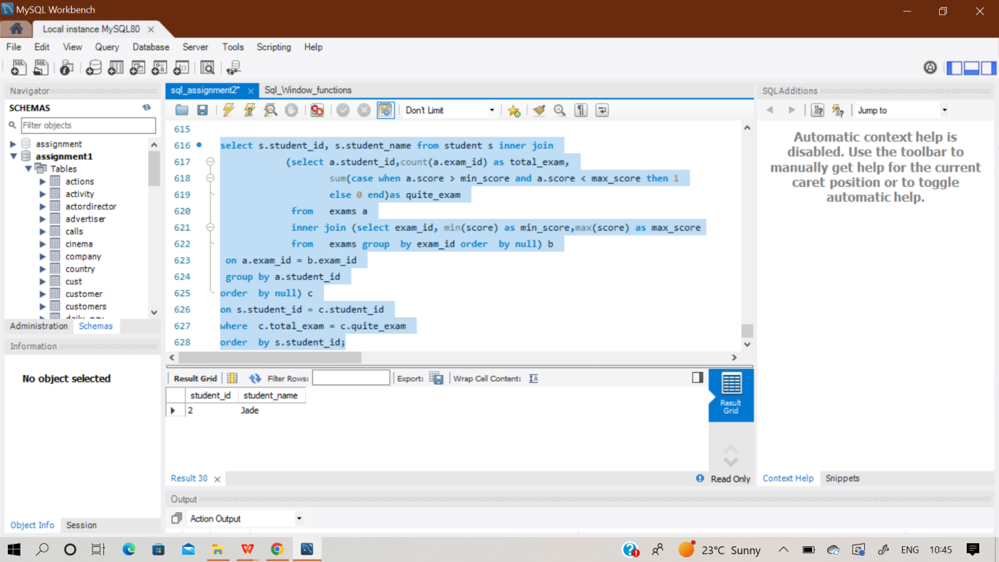 MySQL Workbench
Local instance MySQL80
File Edit View Query Database Server Tools Scripting Help
Navigator
SCHEMAS
Filter objects
assignment
assignment1
Tables
actions
activity
actordirector
advertiser
calls
cinema
company
country
cust
customer
customers
daily_pay
Administration Schemas
Information
No object selected
Object Info Session
sql_assignment2* Sql_Window_functions
Don't Limit
615
616 select s.student_id, s.student_name from student s inner join
617 (select a.student_id,count(a.exam_id) as total_exam,
618 sum(case when a.score > min_score and a.score < max_score then 1
619 else 0 end)as quite_exam
620 from exams a
621 inner join (select exam_id, min(score) as min_score,max(score) as max_score
622 from exams group by exam_id order by null) b
623 on a.exam_id = b.exam_id
624 group by a.student_id
625 order by null) c
626 on s.student_id = c.student_id
627 where c.total_exam = c.quite_exam
628 order by s.student_id;
Result Grid Filter Rows: Export: Wrap Cell Content:
student_id student_name
2 Jade
Result Grid
Result 30
Read Only
Output
Action Output
SQLAdditions
Jump to
Automatic context help is
disabled. Use the toolbar to
manually get help for the current
caret position or to toggle
automatic help.
Context Help Snippets
23°C Sunny
ENG 10:45